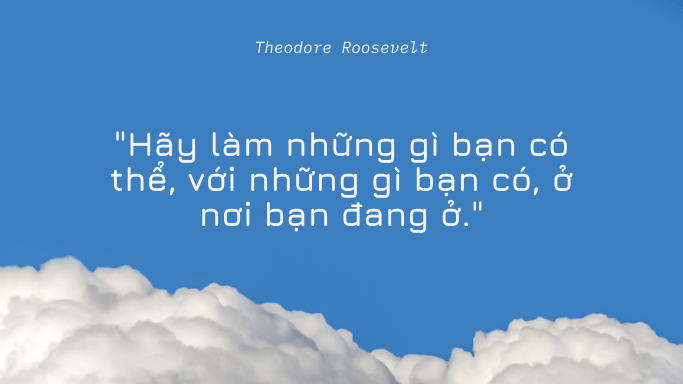 Theodore Roosevelt
"Hãy làm những gì bạn có
thể, với những gì bạn có, ở
nơi bạn đang ở."